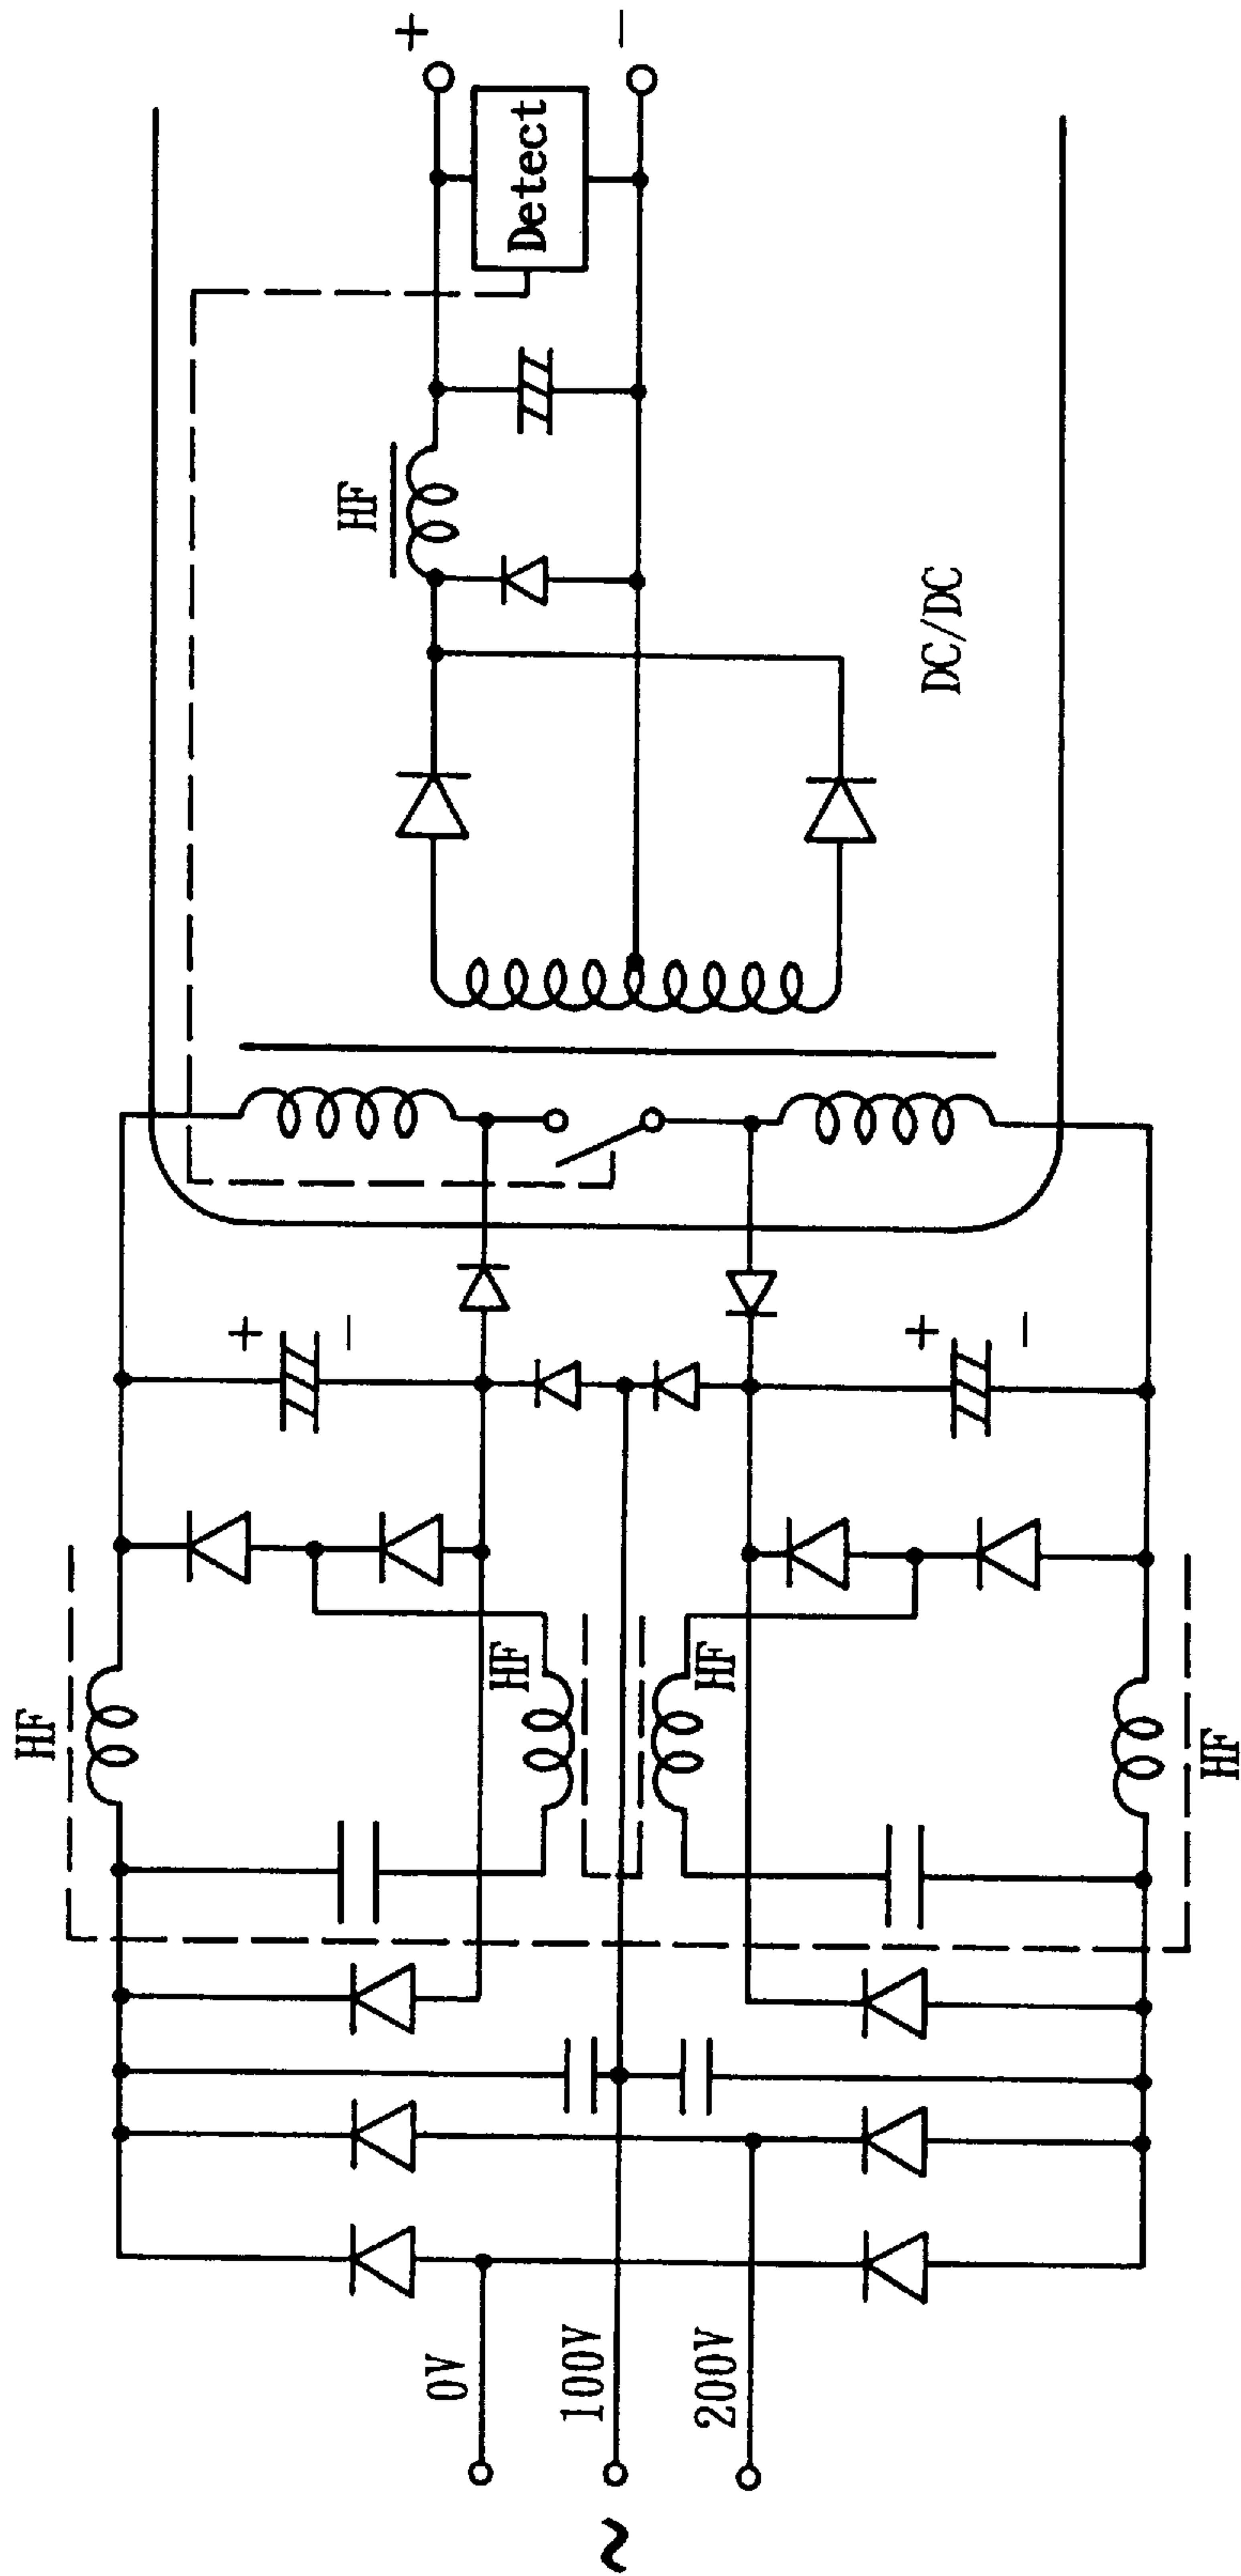 +
−
Detect
HF
DC/DC
+
−
+
−
HF
HF
HF
HF
0V
100V
200V
~